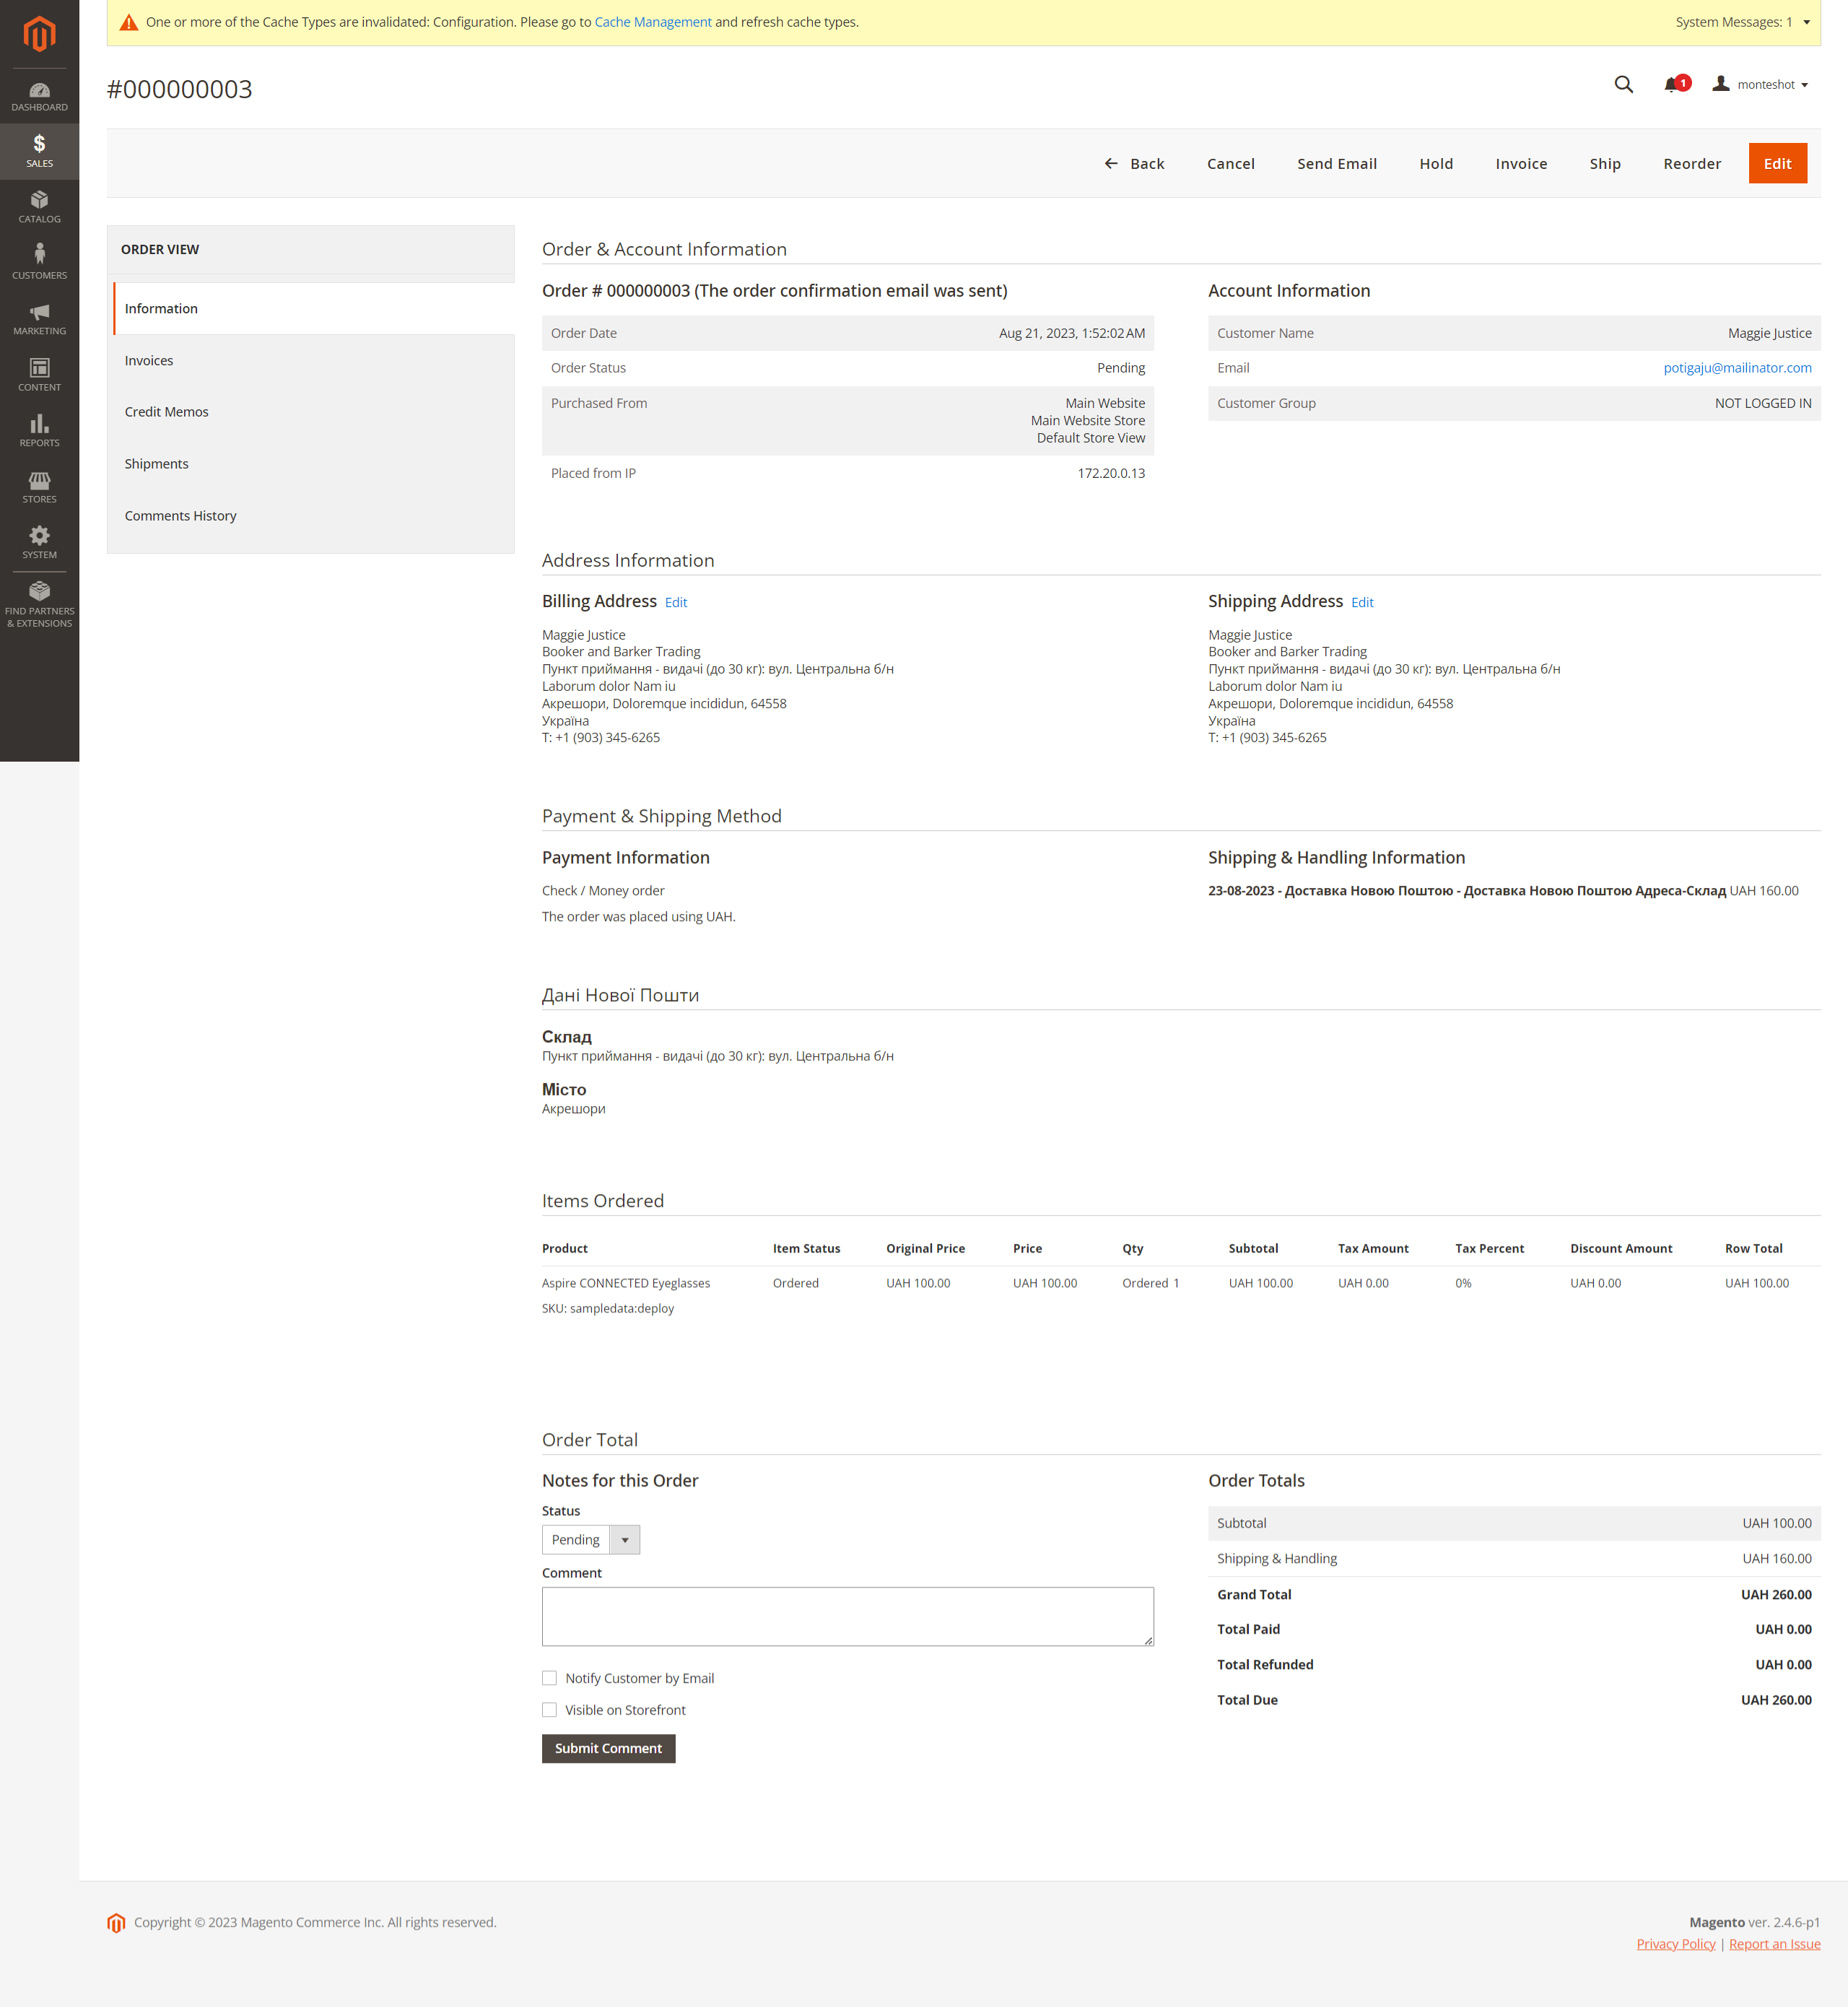 One or more of the Cache Types are invalidated: Configuration. Please go to Cache Management and refresh cache types.
System Messages: 1
#000000003
1
monteshot
Back
Cancel
Send Email
Hold
Invoice
Ship
Reorder
Edit
DASHBOARD
SALES
CATALOG
CUSTOMERS
MARKETING
CONTENT
REPORTS
STORES
SYSTEM
FIND PARTNERS
& EXTENSIONS
ORDER VIEW
Information
Invoices
Credit Memos
Shipments
Comments History
Order & Account Information
Order # 000000003 (The order confirmation email was sent)
Order Date Aug 21, 2023, 1:52:02 AM
Order Status Pending
Purchased From Main Website
Main Website Store
Default Store View
Placed from IP 172.20.0.13
Account Information
Customer Name Maggie Justice
Email potigaju@mailinator.com
Customer Group NOT LOGGED IN
Address Information
Billing Address Edit
Maggie Justice
Booker and Barker Trading
Пункт приймання - видачі (до 30 кг): вул. Центральна б/н
Laborum dolor Nam iu
Акрешори, Doloremque incididun, 64558
Україна
T: +1 (903) 345-6265
Shipping Address Edit
Maggie Justice
Booker and Barker Trading
Пункт приймання - видачі (до 30 кг): вул. Центральна б/н
Laborum dolor Nam iu
Акрешори, Doloremque incididun, 64558
Україна
T: +1 (903) 345-6265
Payment & Shipping Method
Payment Information
Check / Money order
The order was placed using UAH.
Shipping & Handling Information
23-08-2023 - Доставка Новою Поштою - Доставка Новою Поштою Адреса-Склад UAH 160.00
Дані Нової Пошти
Склад
Пункт приймання - видачі (до 30 кг): вул. Центральна б/н
Місто
Акрешори
Items Ordered
Product Item Status Original Price Price Qty Subtotal Tax Amount Tax Percent Discount Amount Row Total
Aspire CONNECTED Eyeglasses Ordered UAH 100.00 UAH 100.00 Ordered 1 UAH 100.00 UAH 0.00 0% UAH 0.00 UAH 100.00
SKU: sampledata:deploy
Order Total
Notes for this Order
Status
Pending
Comment
Notify Customer by Email
Visible on Storefront
Submit Comment
Order Totals
Subtotal UAH 100.00
Shipping & Handling UAH 160.00
Grand Total UAH 260.00
Total Paid UAH 0.00
Total Refunded UAH 0.00
Total Due UAH 260.00
Copyright © 2023 Magento Commerce Inc. All rights reserved.
Magento ver. 2.4.6-p1
Privacy Policy | Report an Issue